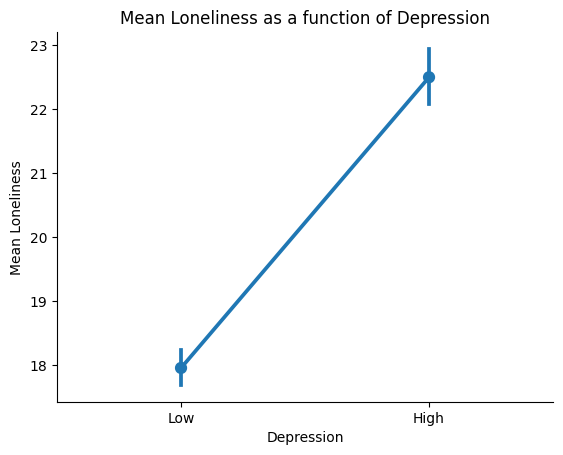 Mean Loneliness as a function of Depression
23
22
21
20
19
18
Mean Loneliness
Low
High
Depression